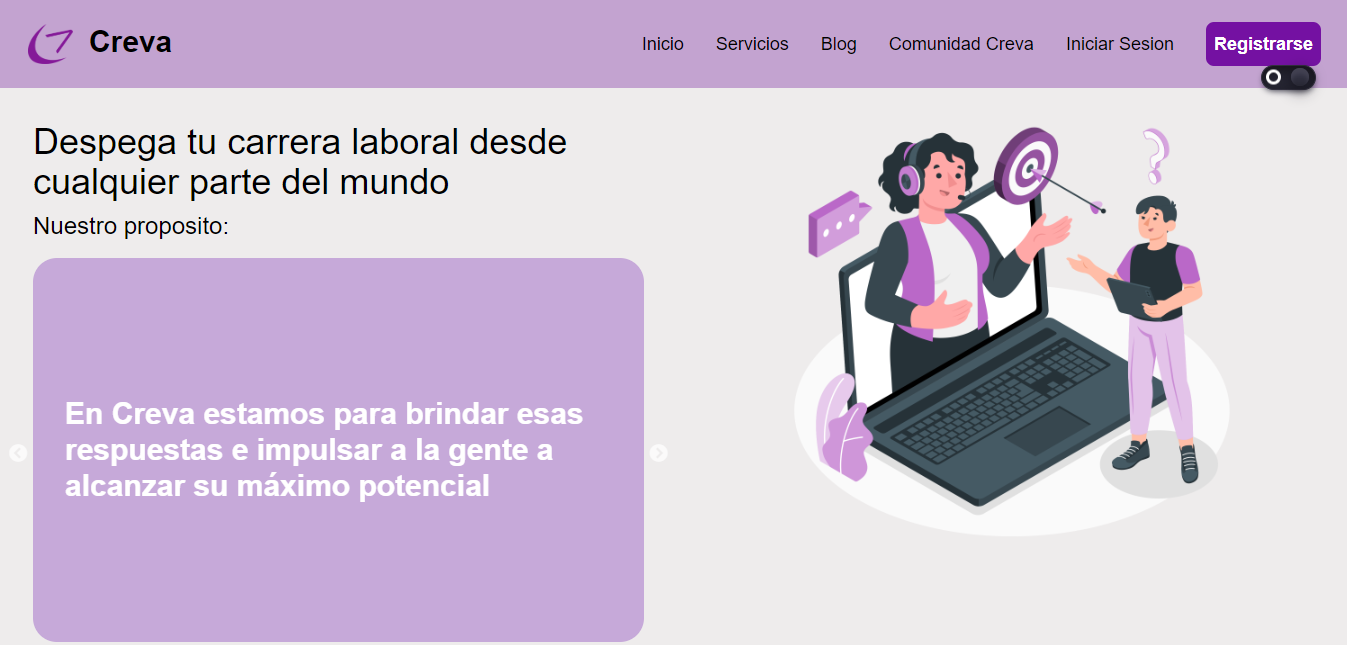 Creva
Inicio Servicios Blog Comunidad Creva Iniciar Sesion Registrarse
Despega tu carrera laboral desde
cualquier parte del mundo
Nuestro proposito:
En Creva estamos para brindar esas
respuestas e impulsar a la gente a
alcanzar su máximo potencial